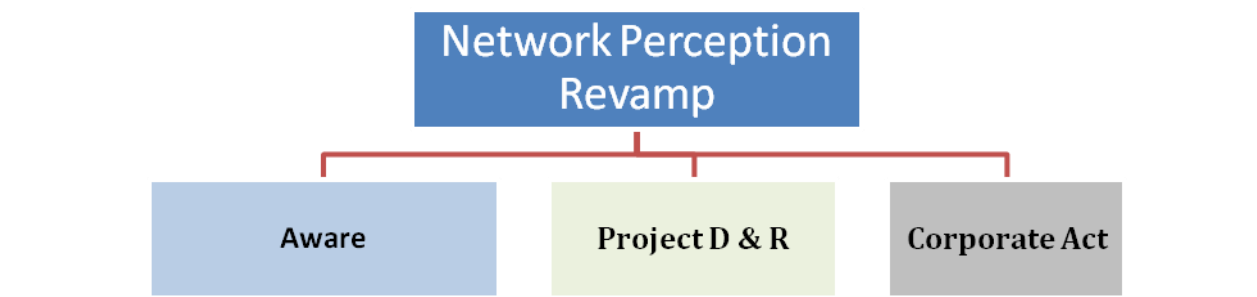 Network Perception
Revamp
Aware
Project D & R
Corporate Act